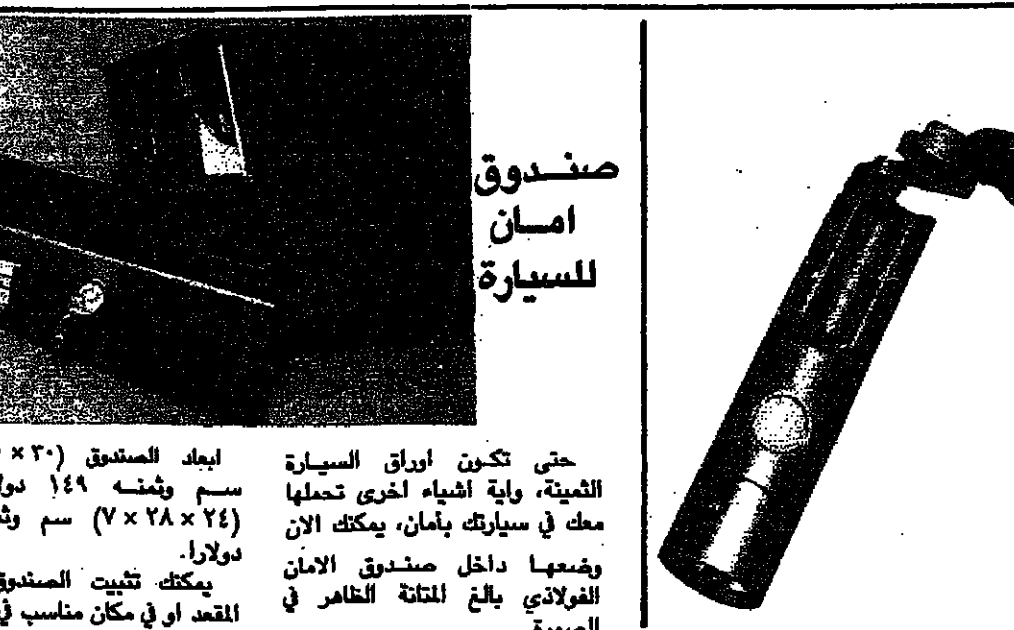 صندوق
امان
للسيارة
حتى تكون اوراق السيارة
الثمينة، واية اشياء اخرى تحملها
معك في سيارتك بأمان، يمكنك الان
وضعها داخل صندوق الامان
الفولاذي بالغ المتانة الظاهر في
الصورة
ابعاد الصندوق (٣٠ ×
سم وثمنه ١٤٩
(٢٤ × ٢٨ × ٧) سم
دولارا.
يمكنك تثبيت الصندوق
المقعد او في مكان مناسب في